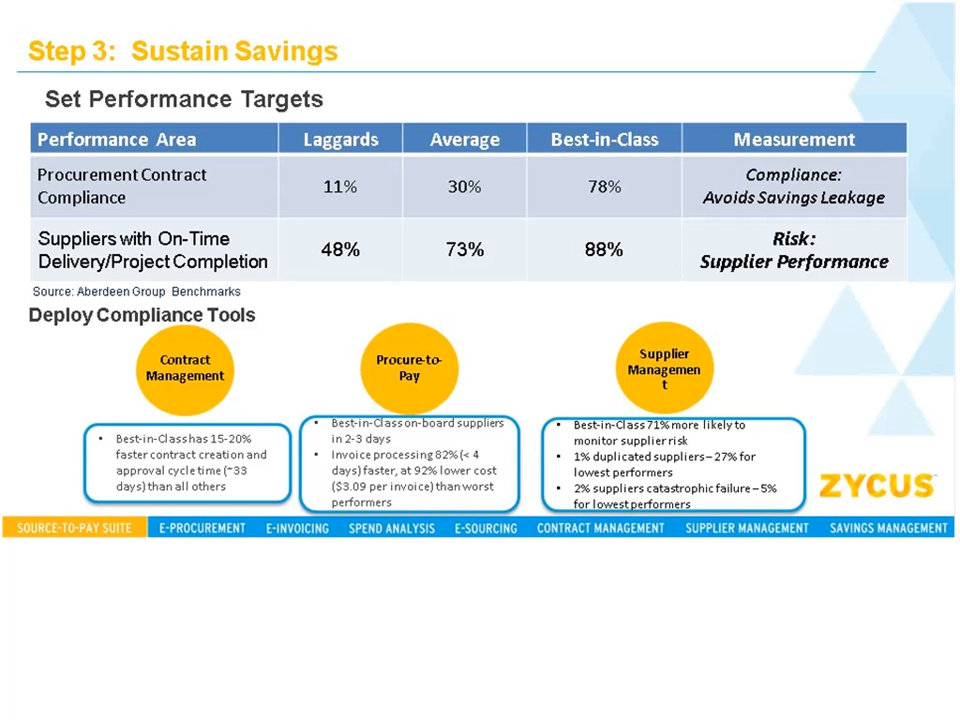 Step 3: Sustain Savings
Set Performance Targets
Performance Area Laggards Average Best-in-Class Measurement
Procurement Contract
Compliance
11% 30% 78%
Compliance:
Avoids Savings Leakage
Suppliers with On-Time
Delivery/Project Completion
48% 73% 88%
Risk:
Supplier Performance
Source: Aberdeen Group Benchmarks
Deploy Compliance Tools
Contract
Management
Procure-to-
Pay
Supplier
Managemen
t
• Best-in-Class has 15-20%
faster contract creation and
approval cycle time (~33
days) than all others
• Best-in-Class on-board suppliers
in 2-3 days
• Invoice processing 82% (< 4
days) faster, at 92% lower cost
($3.09 per invoice) than worst
performers
• Best-in-Class 71% more likely to
monitor supplier risk
• 1% duplicated suppliers – 27% for
lowest performers
• 2% suppliers catastrophic failure – 5%
for lowest performers
ZYCUS™
SOURCE-TO-PAY SUITE E-PROCUREMENT E-INVOICING SPEND ANALYSIS E-SOURCING CONTRACT MANAGEMENT SUPPLIER MANAGEMENT SAVINGS MANAGEMENT